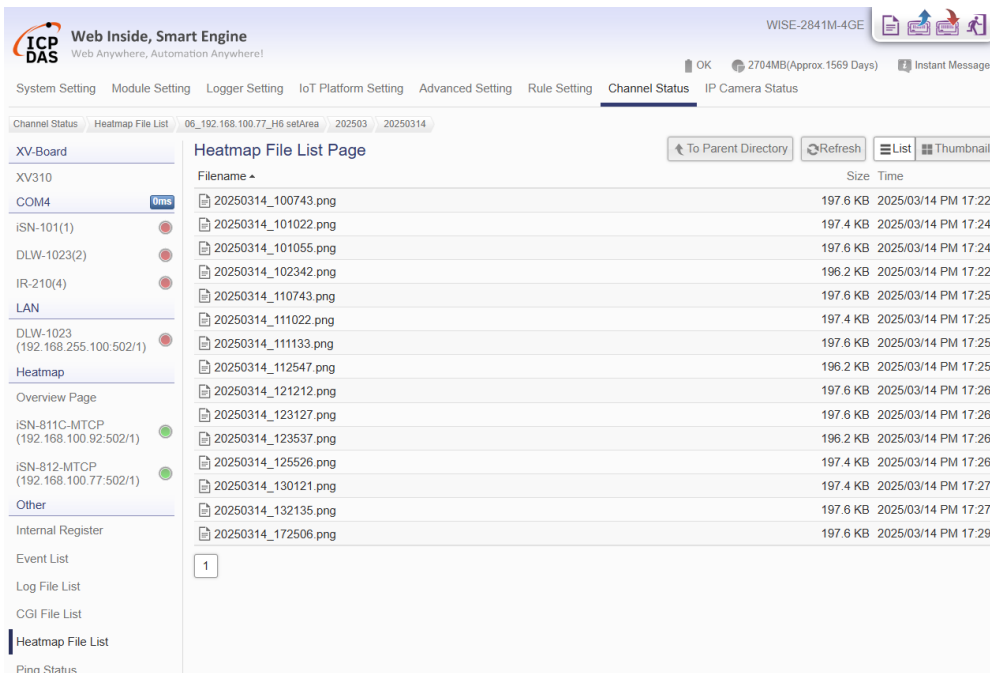 ICP DAS
Web Inside, Smart Engine
Web Anywhere, Automation Anywhere!
WISE-2841M-4GE
OK 2704MB(Approx.1569 Days) Instant Message
System Setting Module Setting Logger Setting IoT Platform Setting Advanced Setting Rule Setting Channel Status IP Camera Status
Channel Status Heatmap File List 06_192.168.100.77_H6 setArea 202503 20250314
XV-Board
XV310
COM4 0ms
iSN-101(1)
DLW-1023(2)
IR-210(4)
LAN
DLW-1023
(192.168.255.100:502/1)
Heatmap
Overview Page
iSN-811C-MTCP
(192.168.100.92:502/1)
iSN-812-MTCP
(192.168.100.77:502/1)
Other
Internal Register
Event List
Log File List
CGI File List
Heatmap File List
Ping Status
Heatmap File List Page
To Parent Directory Refresh List Thumbnail
Filename Size Time
20250314_100743.png 197.6 KB 2025/03/14 PM 17:22
20250314_101022.png 197.4 KB 2025/03/14 PM 17:24
20250314_101055.png 197.6 KB 2025/03/14 PM 17:24
20250314_102342.png 196.2 KB 2025/03/14 PM 17:22
20250314_110743.png 197.6 KB 2025/03/14 PM 17:25
20250314_111022.png 197.4 KB 2025/03/14 PM 17:25
20250314_111133.png 197.6 KB 2025/03/14 PM 17:25
20250314_112547.png 196.2 KB 2025/03/14 PM 17:25
20250314_121212.png 197.6 KB 2025/03/14 PM 17:26
20250314_123127.png 197.6 KB 2025/03/14 PM 17:26
20250314_123537.png 196.2 KB 2025/03/14 PM 17:26
20250314_125526.png 197.4 KB 2025/03/14 PM 17:26
20250314_130121.png 197.4 KB 2025/03/14 PM 17:27
20250314_132135.png 197.6 KB 2025/03/14 PM 17:27
20250314_172506.png 197.6 KB 2025/03/14 PM 17:29
1